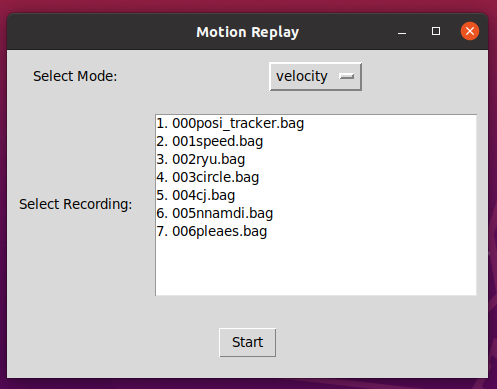 Motion Replay
Select Mode:
velocity
Select Recording:
1. 000posi_tracker.bag
2. 001speed.bag
3. 002ryu.bag
4. 003circle.bag
5. 004cj.bag
6. 005nnamdi.bag
7. 006pleaes.bag
Start